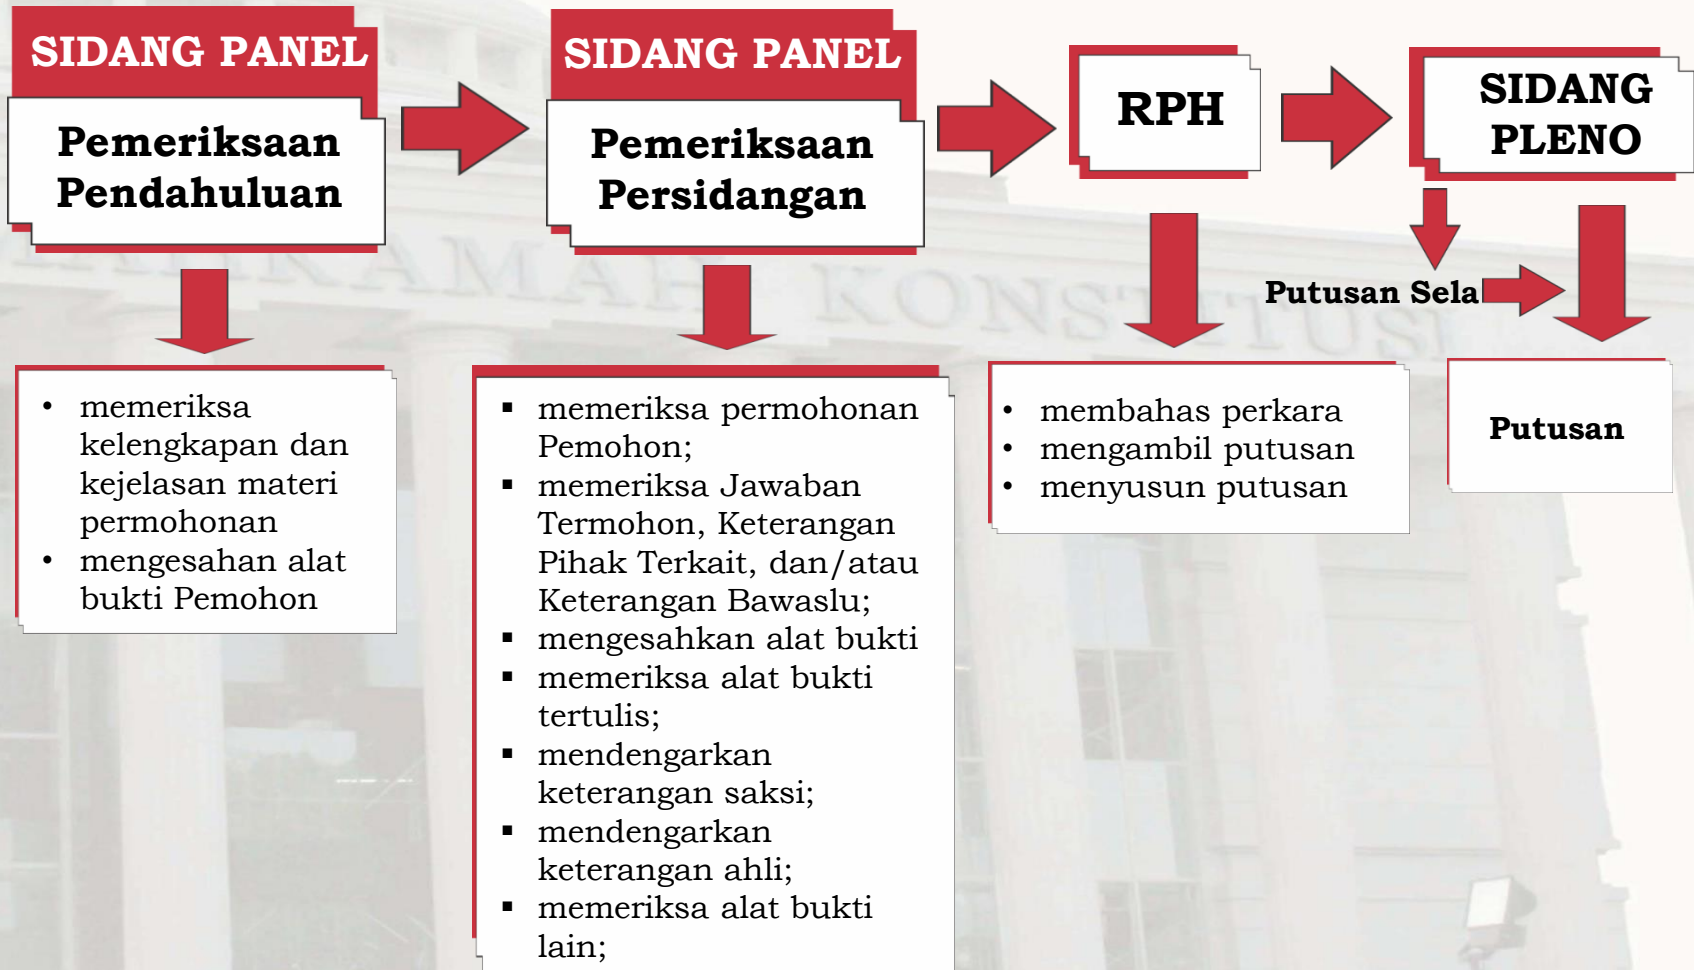 SIDANG PANEL
Pemeriksaan
Pendahuluan
SIDANG PANEL
Pemeriksaan
Persidangan
RPH
SIDANG
PLENO
Putusan Sela
• memeriksa
kelengkapan dan
kejelasan materi
permohonan
• mengesahan alat
bukti Pemohon
▪ memeriksa permohonan
Pemohon;
▪ memeriksa Jawaban
Termohon, Keterangan
Pihak Terkait, dan/atau
Keterangan Bawaslu;
▪ mengesahkan alat bukti
▪ memeriksa alat bukti
tertulis;
▪ mendengarkan
keterangan saksi;
▪ mendengarkan
keterangan ahli;
▪ memeriksa alat bukti
lain;
• membahas perkara
• mengambil putusan
• menyusun putusan
Putusan
MAHKAMAH KONSTITUSI